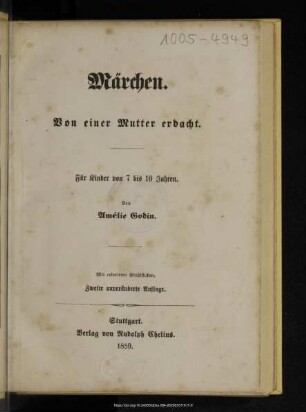 1005-4949
Märchen.
Von einer Mutter erdacht.
Für Kinder von 7 bis 10 Jahren.
Von
Amélie Godin.
Mit colorirten
Zweite unveränderte Auflage.
Stuttgart.
Verlag von Rudolph Chelius.
1859.